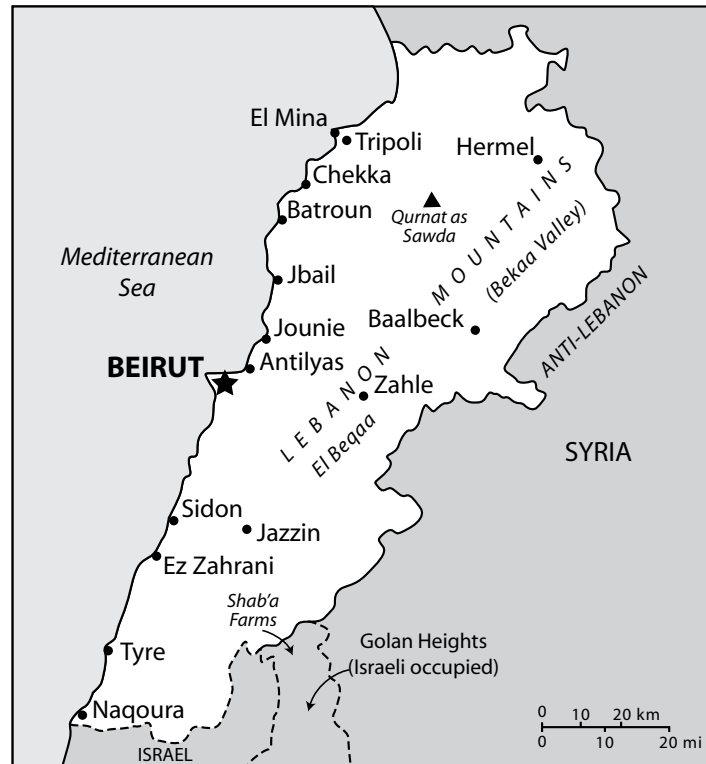 El Mina
Tripoli
Hermel
Chekka
Batroun
Qurnat as
Sawda
MOUNTAINS
(Bekaa Valley)
Mediterranean
Sea
Jbail
Jounie
Baalbeck
ANTI-LEBANON
BEIRUT
Antilyas
Zahle
LEBANON
El Beqaa
SYRIA
Sidon
Jazzin
Ez Zahrani
Shab'a
Farms
Golan Heights
(Israeli occupied)
Tyre
Naqoura
ISRAEL
0 10 20 km
0 10 20 mi